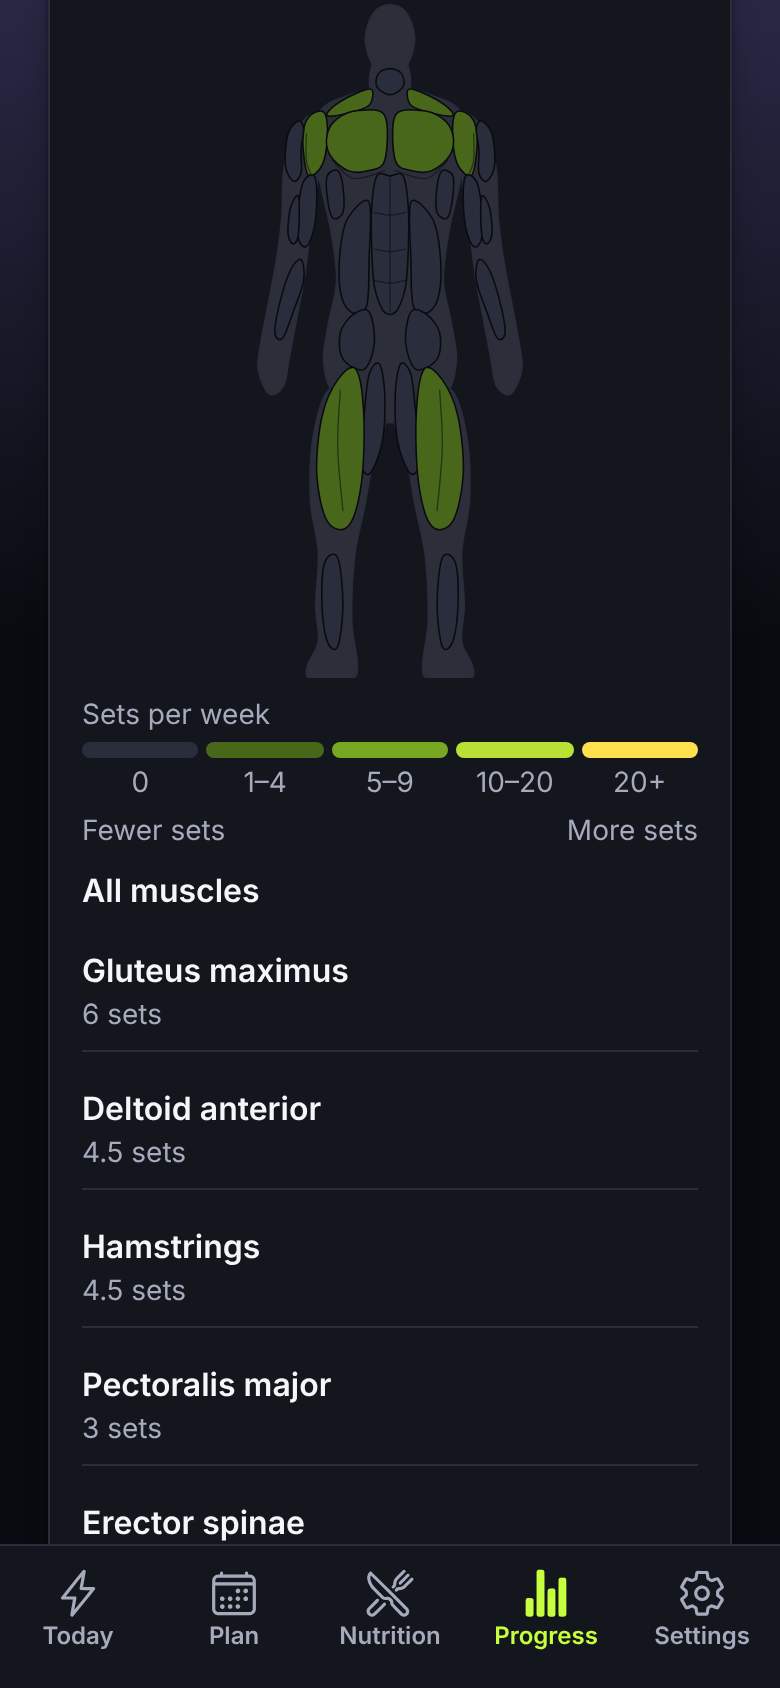 Sets per week
0 1–4 5–9 10–20 20+
Fewer sets More sets
All muscles
Gluteus maximus
6 sets
Deltoid anterior
4.5 sets
Hamstrings
4.5 sets
Pectoralis major
3 sets
Erector spinae
Today Plan Nutrition Progress Settings